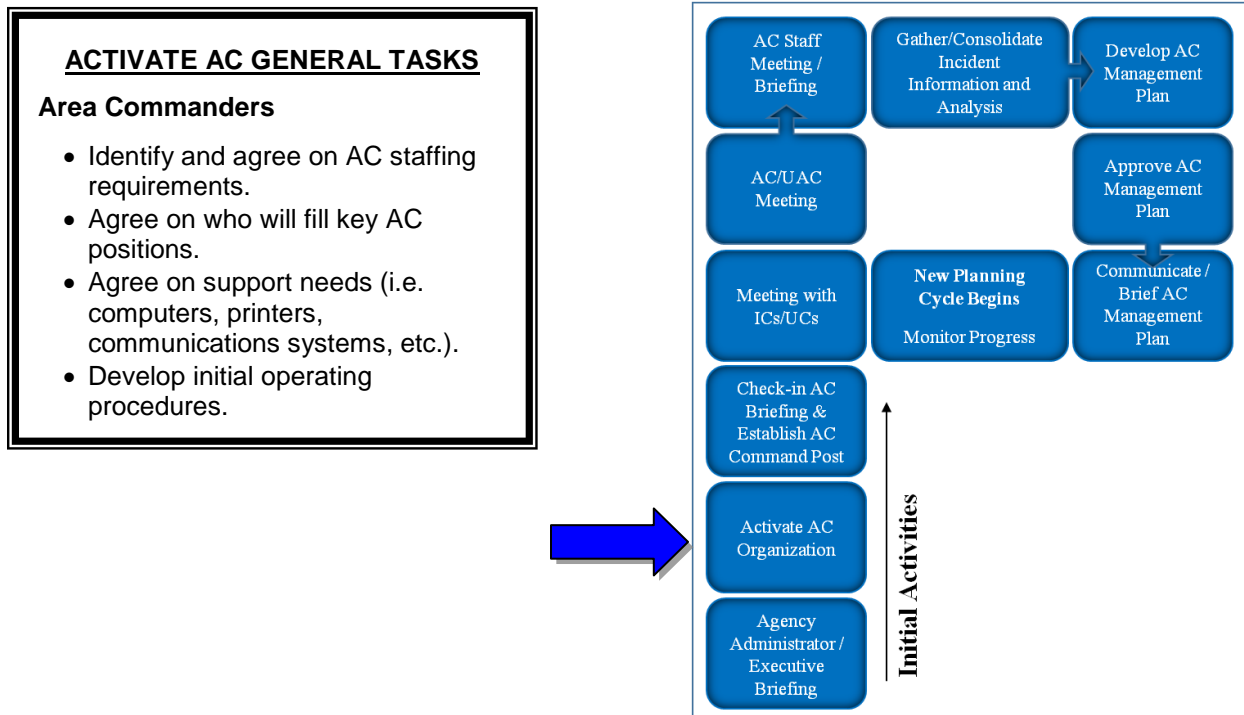 ACTIVATE AC GENERAL TASKS
Area Commanders
• Identify and agree on AC staffing
requirements.
• Agree on who will fill key AC
positions.
• Agree on support needs (i.e.
computers, printers,
communications systems, etc.).
• Develop initial operating
procedures.
AC Staff
Meeting /
Briefing
Gather/Consolidate
Incident
Information and
Analysis
Develop AC
Management
Plan
AC/UAC
Meeting
Approve AC
Management
Plan
Meeting with
ICs/UCs
New Planning
Cycle Begins
Monitor Progress
Communicate /
Brief AC
Management
Plan
Check-in AC
Briefing &
Establish AC
Command Post
Activate AC
Organization
Agency
Administrator /
Executive
Briefing
Initial Activities